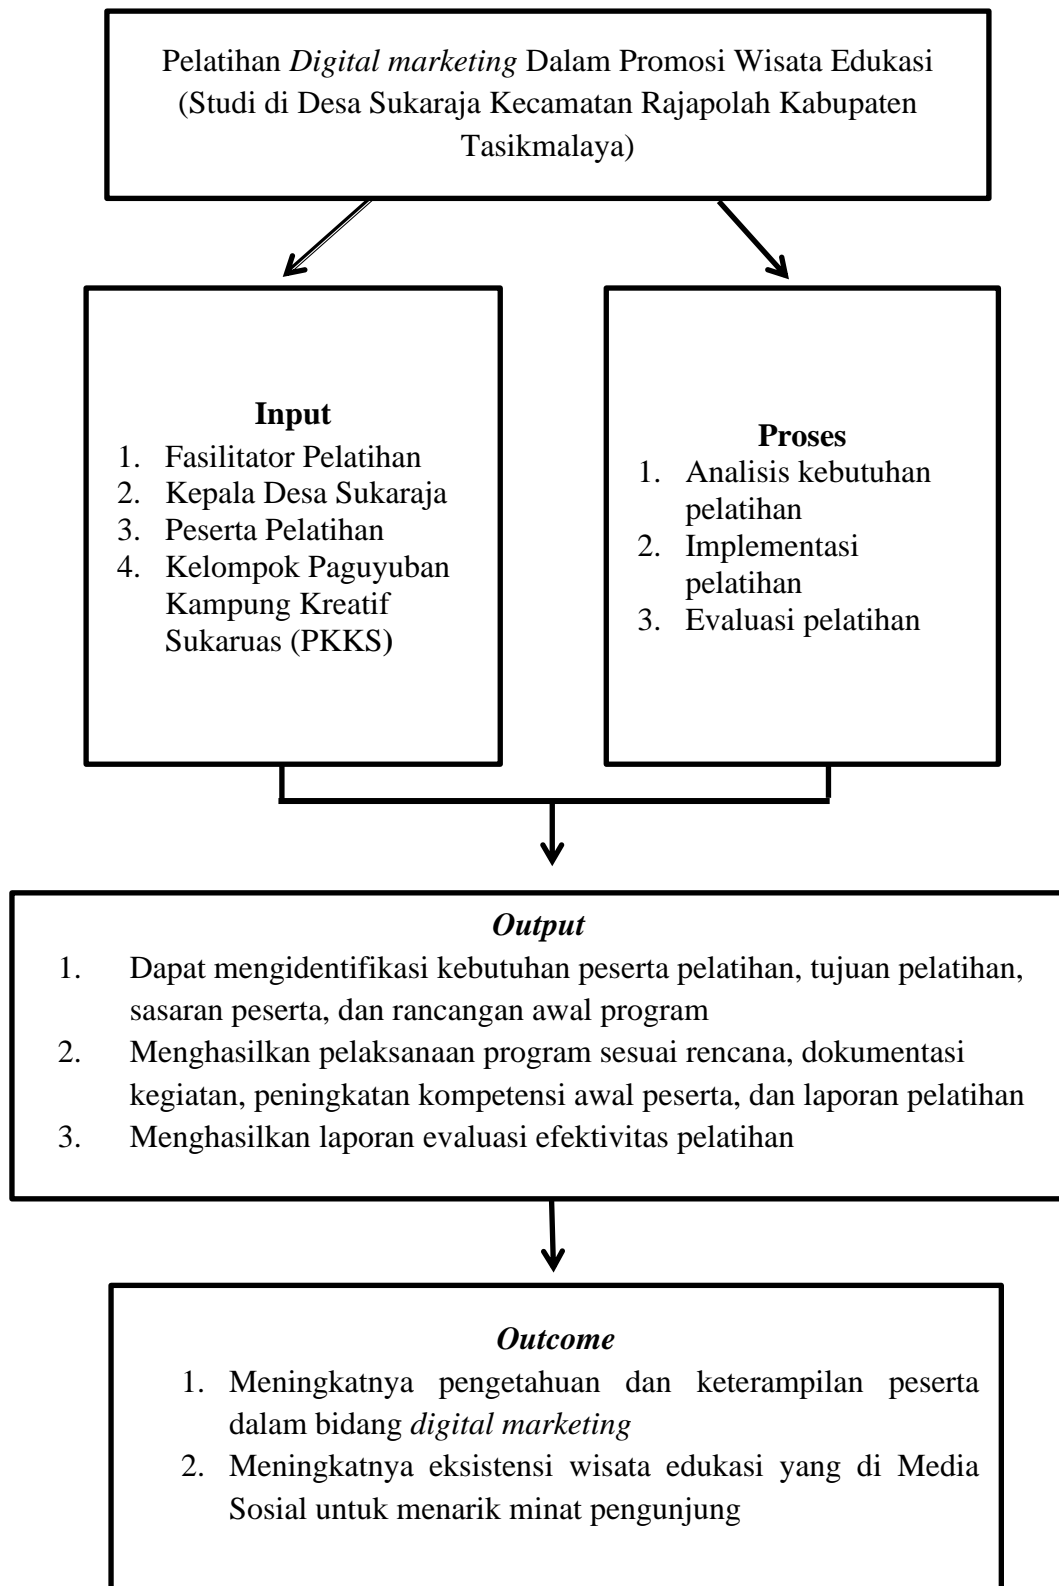 Pelatihan Digital marketing Dalam Promosi Wisata Edukasi
(Studi di Desa Sukaraja Kecamatan Rajapolah Kabupaten
Tasikmalaya)
Input
1. Fasilitator Pelatihan
2. Kepala Desa Sukaraja
3. Peserta Pelatihan
4. Kelompok Paguyuban
Kampung Kreatif
Sukaruas (PKKS)
Proses
1. Analisis kebutuhan
pelatihan
2. Implementasi
pelatihan
3. Evaluasi pelatihan
Output
1. Dapat mengidentifikasi kebutuhan peserta pelatihan, tujuan pelatihan,
sasaran peserta, dan rancangan awal program
2. Menghasilkan pelaksanaan program sesuai rencana, dokumentasi
kegiatan, peningkatan kompetensi awal peserta, dan laporan pelatihan
3. Menghasilkan laporan evaluasi efektivitas pelatihan
Outcome
1. Meningkatnya pengetahuan dan keterampilan peserta
dalam bidang digital marketing
2. Meningkatnya eksistensi wisata edukasi yang di Media
Sosial untuk menarik minat pengunjung